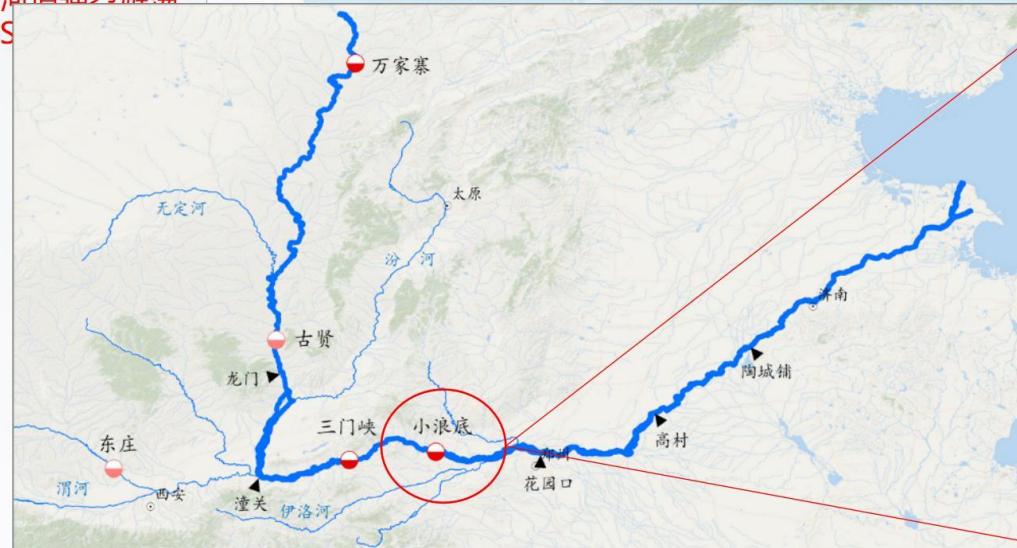 S
万家寨
太原
无定河
汾河
古贤
龙门
三门峡
小浪底
东庄
渭河
西安
潼关
伊洛河
郑州
花园口
高村
陶城铺
济南